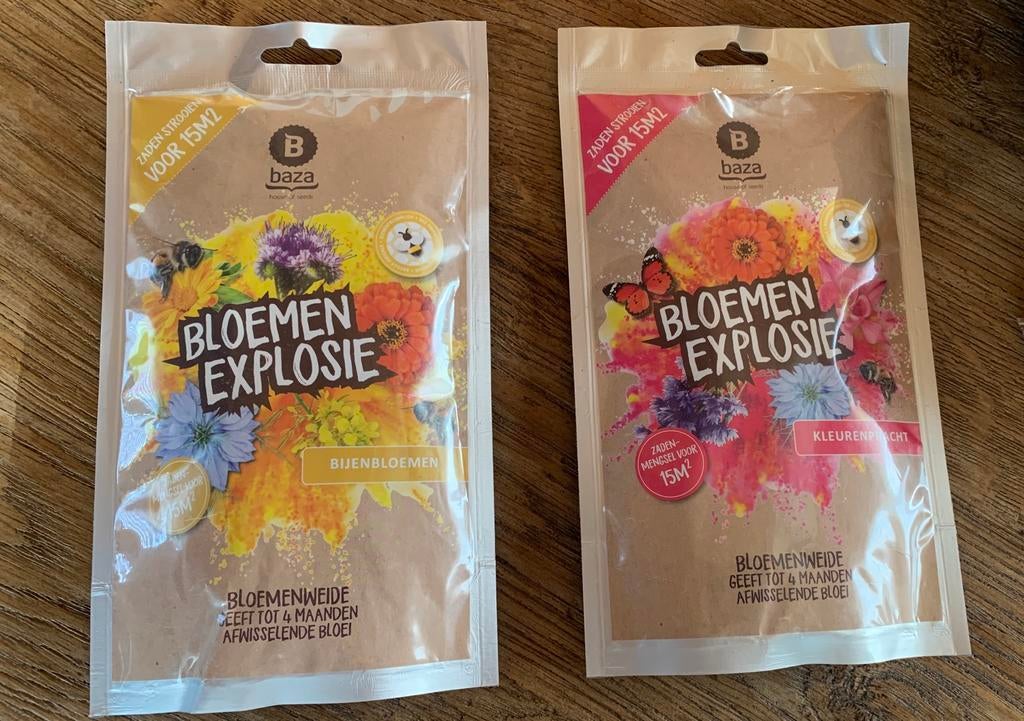 ZADEN STROOIEN
VOOR 15M2
B
baza
house of seeds
BLOEMEN
EXPLOSIE
BIJENBLOEMEN
15M²
BLOEMENWEIDE
GEEFT TOT 4 MAANDEN
AFWISSELENDE BLOEI
ZADEN STROOIEN
VOOR 15M2
B
baza
house of seeds
BLOEMEN
EXPLOSIE
KLEURENPRACHT
ZADEN-
MENGSEL VOOR
15M²
BLOEMENWEIDE
GEEFT TOT 4 MAANDEN
AFWISSELENDE BLOEI